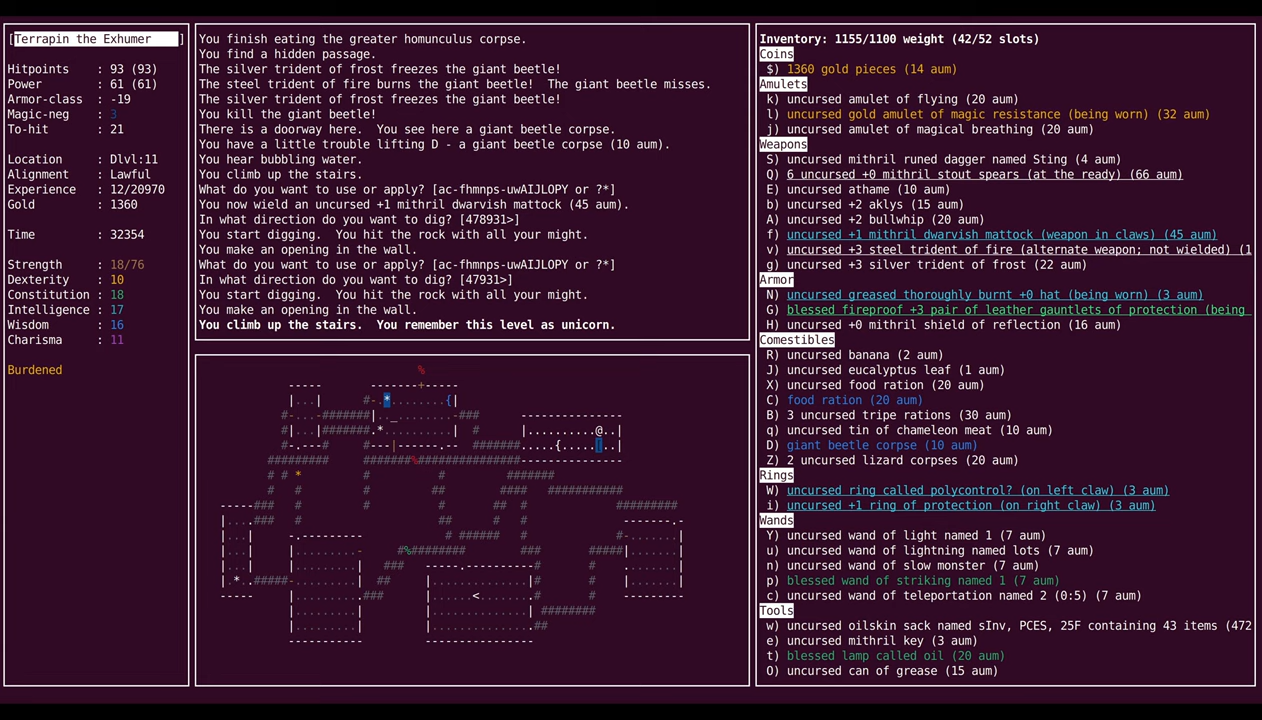 [Terrapin the Exhumer ]
Hitpoints : 93 (93)
Power : 61 (61)
Armor-class : -19
Magic-neg : 3
To-hit : 21
Location : Dlvl:11
Alignment : Lawful
Experience : 12/20970
Gold : 1360
Time : 32354
Strength : 18/76
Dexterity : 10
Constitution : 18
Intelligence : 17
Wisdom : 16
Charisma : 11
Burdened
You finish eating the greater homunculus corpse.
You find a hidden passage.
The silver trident of frost freezes the giant beetle!
The steel trident of fire burns the giant beetle! The giant beetle misses.
The silver trident of frost freezes the giant beetle!
You kill the giant beetle!
There is a doorway here. You see here a giant beetle corpse.
You have a little trouble lifting D - a giant beetle corpse (10 aum).
You hear bubbling water.
You climb up the stairs.
What do you want to use or apply? [ac-fhmnps-uwAIJLOPY or ?*]
You now wield an uncursed +1 mithril dwarvish mattock (45 aum).
In what direction do you want to dig? [478931>]
You start digging. You hit the rock with all your might.
You make an opening in the wall.
What do you want to use or apply? [ac-fhmnps-uwAIJLOPY or ?*]
In what direction do you want to dig? [47931>]
You start digging. You hit the rock with all your might.
You make an opening in the wall.
You climb up the stairs. You remember this level as unicorn.
Inventory: 1155/1100 weight (42/52 slots)
Coins
$) 1360 gold pieces (14 aum)
Amulets
k) uncursed amulet of flying (20 aum)
l) uncursed gold amulet of magic resistance (being worn) (32 aum)
j) uncursed amulet of magical breathing (20 aum)
Weapons
S) uncursed mithril runed dagger named Sting (4 aum)
Q) 6 uncursed +0 mithril stout spears (at the ready) (66 aum)
E) uncursed athame (10 aum)
b) uncursed +2 aklys (15 aum)
A) uncursed +2 bullwhip (20 aum)
f) uncursed +1 mithril dwarvish mattock (weapon in claws) (45 aum)
v) uncursed +3 steel trident of fire (alternate weapon; not wielded) (1
g) uncursed +3 silver trident of frost (22 aum)
Armor
N) uncursed greased thoroughly burnt +0 hat (being worn) (3 aum)
G) blessed fireproof +3 pair of leather gauntlets of protection (being
H) uncursed +0 mithril shield of reflection (16 aum)
Comestibles
R) uncursed banana (2 aum)
J) uncursed eucalyptus leaf (1 aum)
X) uncursed food ration (20 aum)
C) food ration (20 aum)
B) 3 uncursed tripe rations (30 aum)
q) uncursed tin of chameleon meat (10 aum)
D) giant beetle corpse (10 aum)
Z) 2 uncursed lizard corpses (20 aum)
Rings
W) uncursed ring called polycontrol? (on left claw) (3 aum)
i) uncursed +1 ring of protection (on right claw) (3 aum)
Wands
Y) uncursed wand of light named 1 (7 aum)
u) uncursed wand of lightning named lots (7 aum)
n) uncursed wand of slow monster (7 aum)
p) blessed wand of striking named 1 (7 aum)
c) uncursed wand of teleportation named 2 (0:5) (7 aum)
Tools
w) uncursed oilskin sack named sInv, PCES, 25F containing 43 items (472
e) uncursed mithril key (3 aum)
t) blessed lamp called oil (20 aum)
O) uncursed can of grease (15 aum)